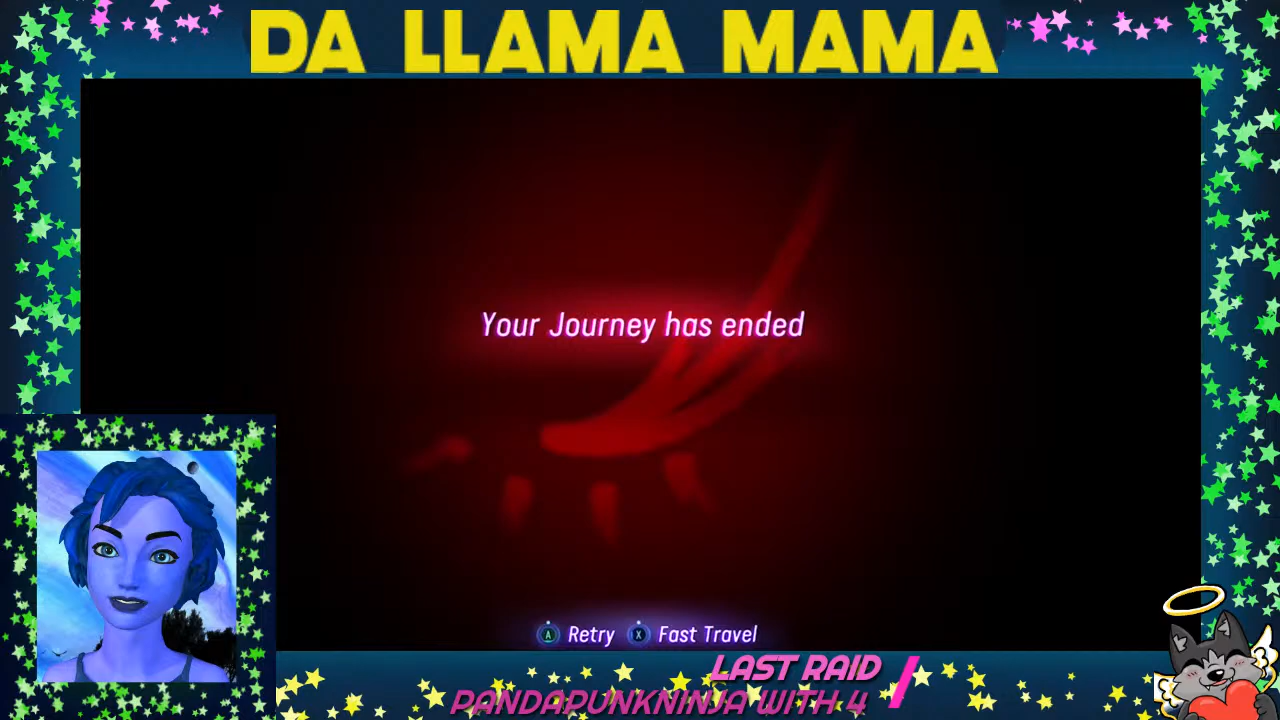 DA LLAMA MAMA
Your Journey has ended
A Retry X Fast Travel
LAST RAID
PANDAPUNKNINJA WITH 4